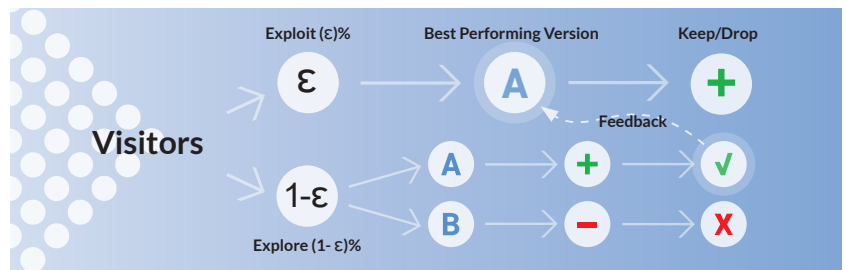 Exploit (ε)%
Best Performing Version
Keep/Drop
ε
A
+
Feedback
Visitors
1-ε
A
+
√
B
−
X
Explore (1- ε)%